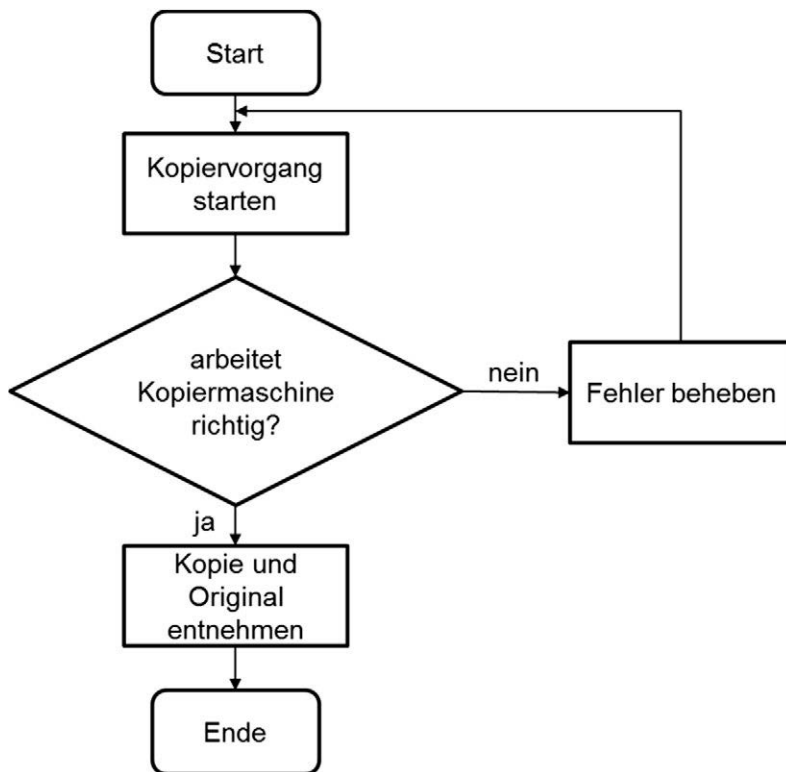 Start
Kopiervorgang
starten
arbeitet
Kopiermaschine
richtig?
nein
Fehler beheben
ja
Kopie und
Original
entnehmen
Ende